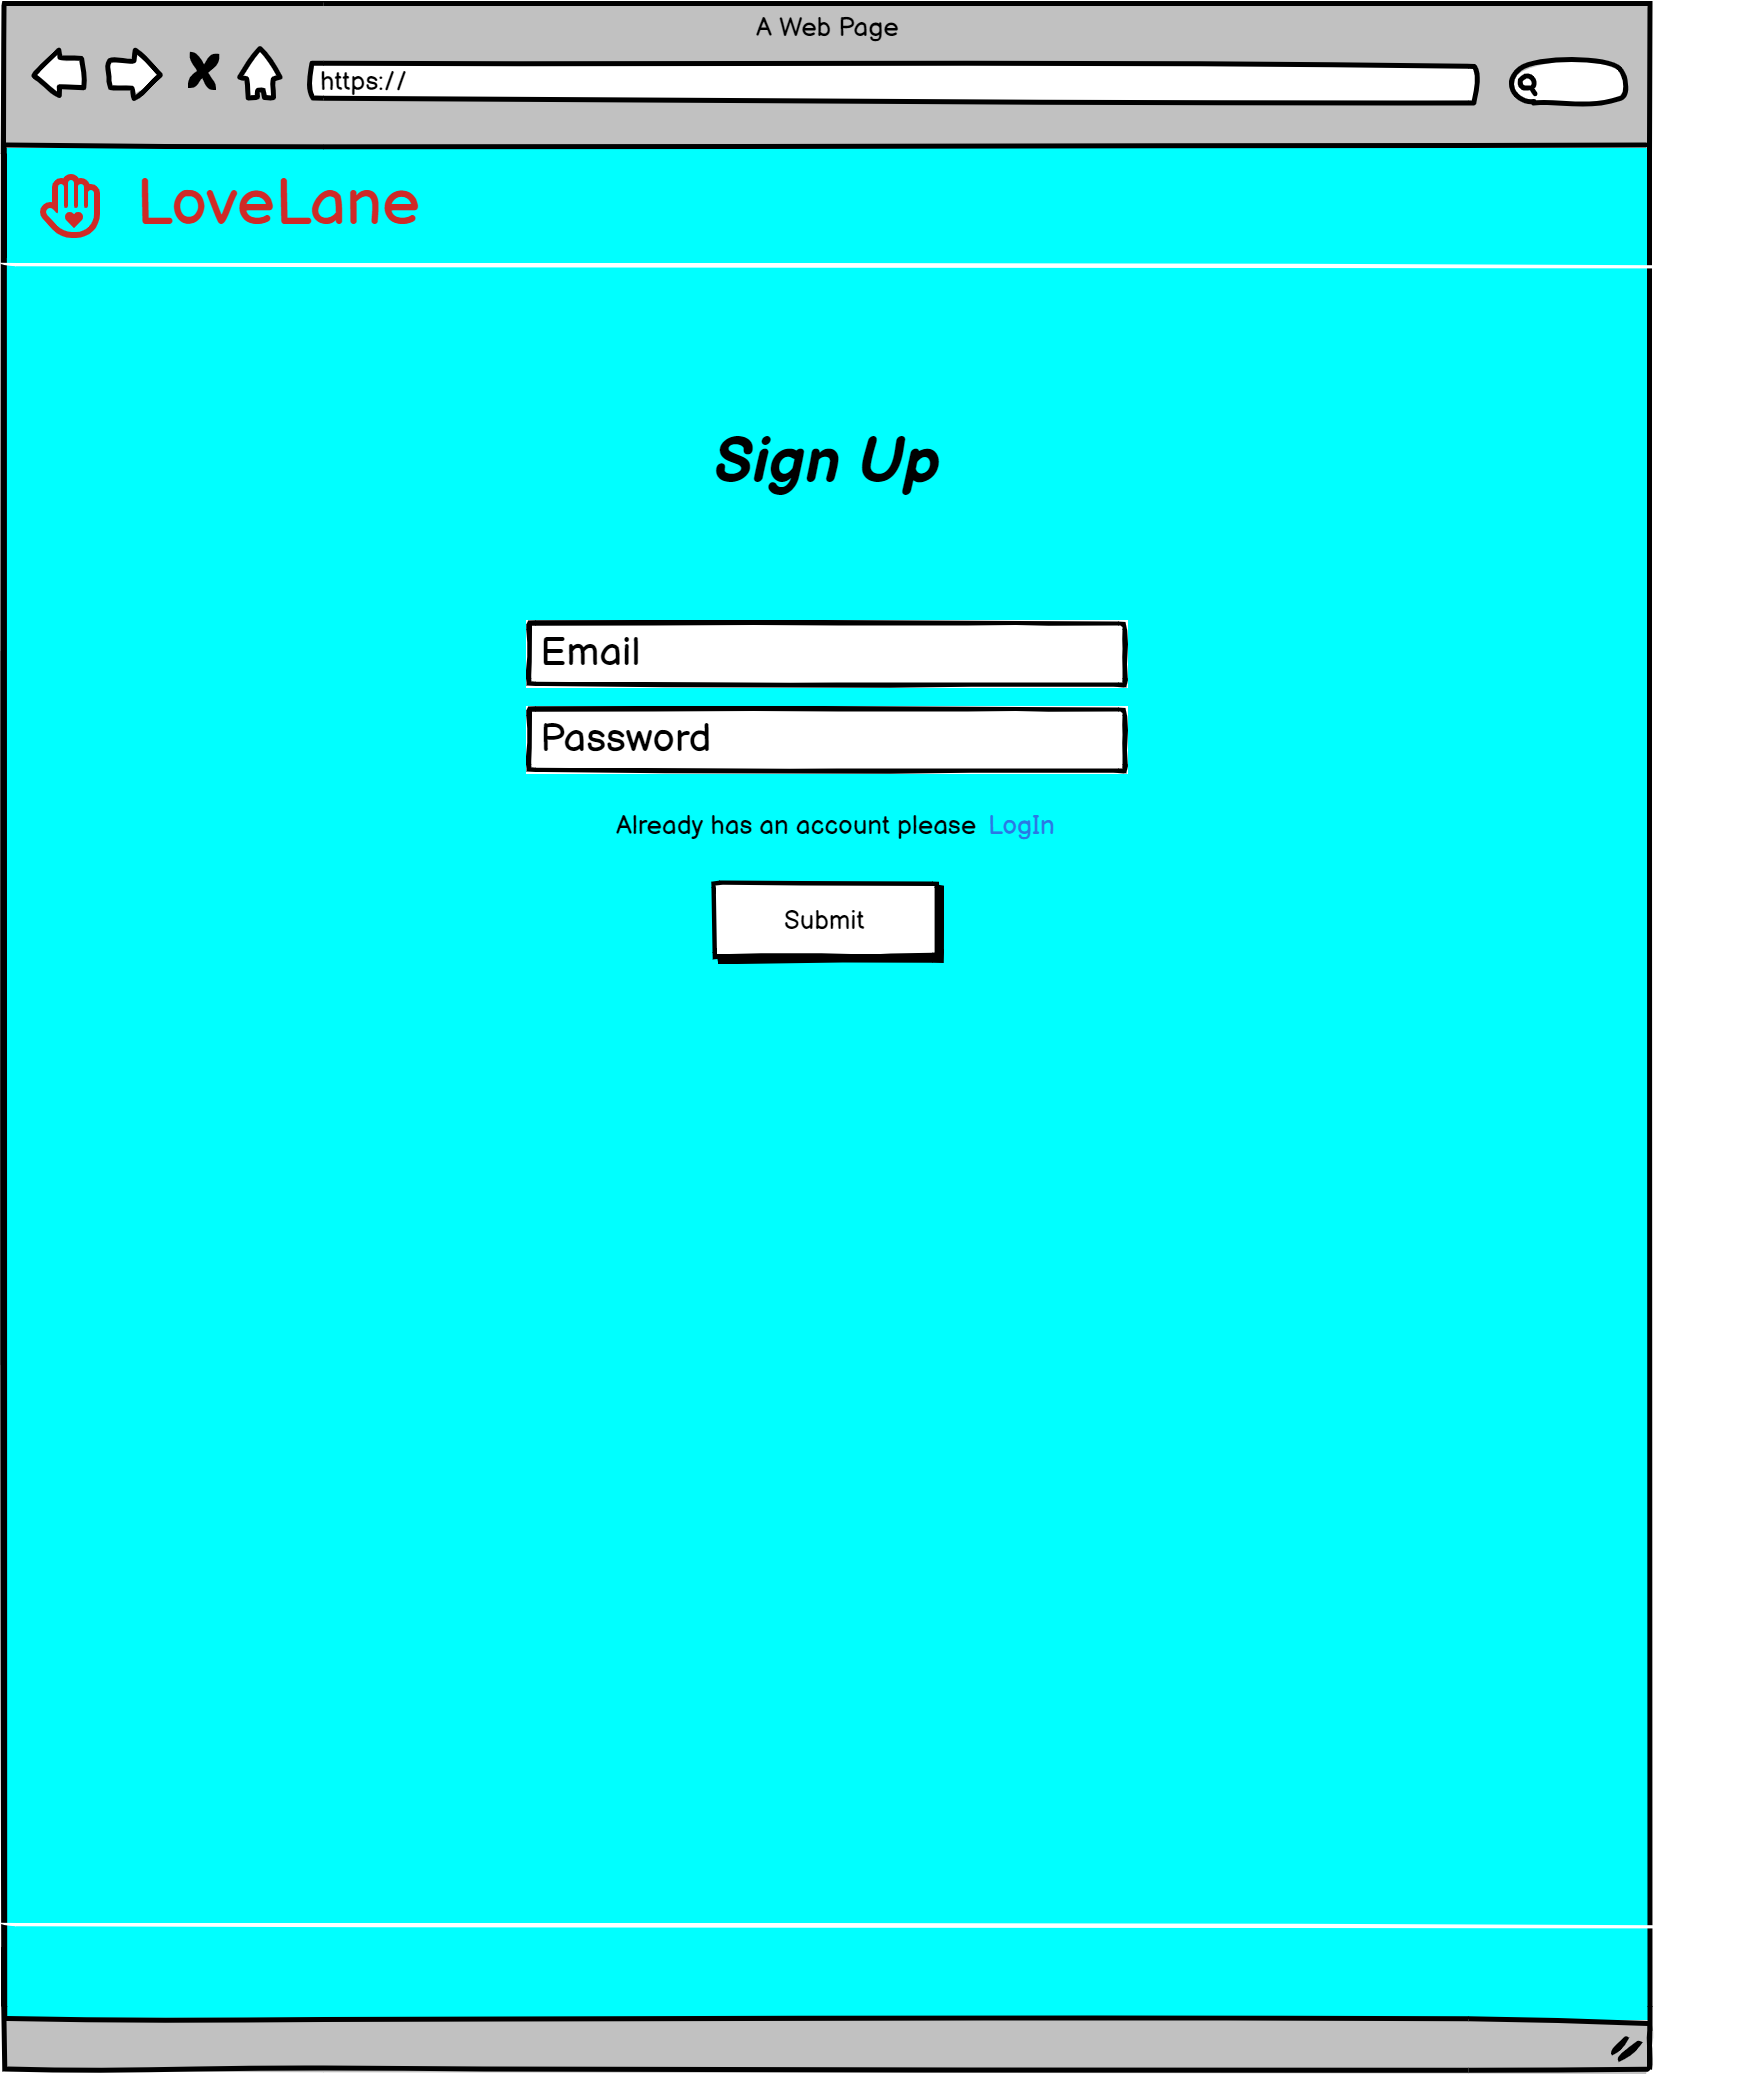 A Web Page
https://
LoveLane
Sign Up
Email
Password
Already has an account please LogIn
Submit